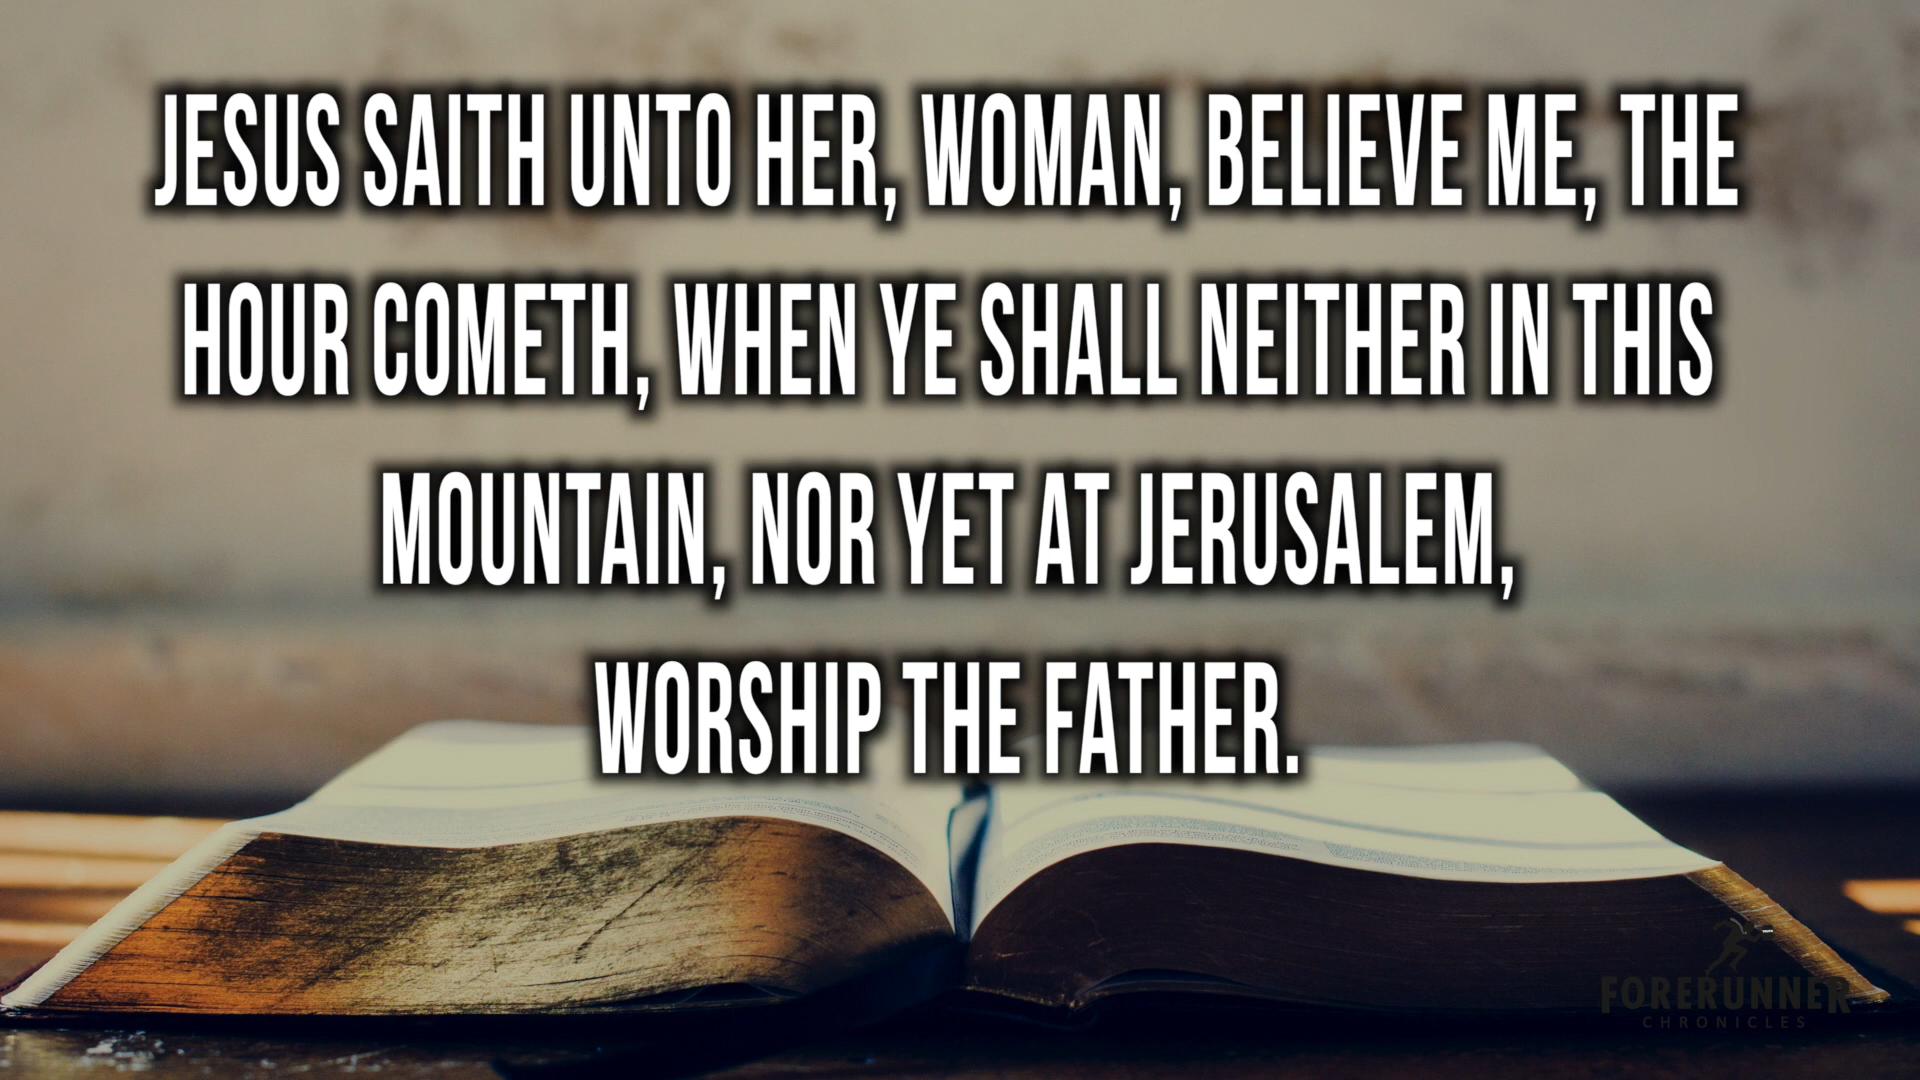 JESUS SAITH UNTO HER, WOMAN, BELIEVE ME, THE
HOUR COMETH, WHEN YE SHALL NEITHER IN THIS
MOUNTAIN, NOR YET AT JERUSALEM,
WORSHIP THE FATHER.
FORERUNNER
CHRONICLES